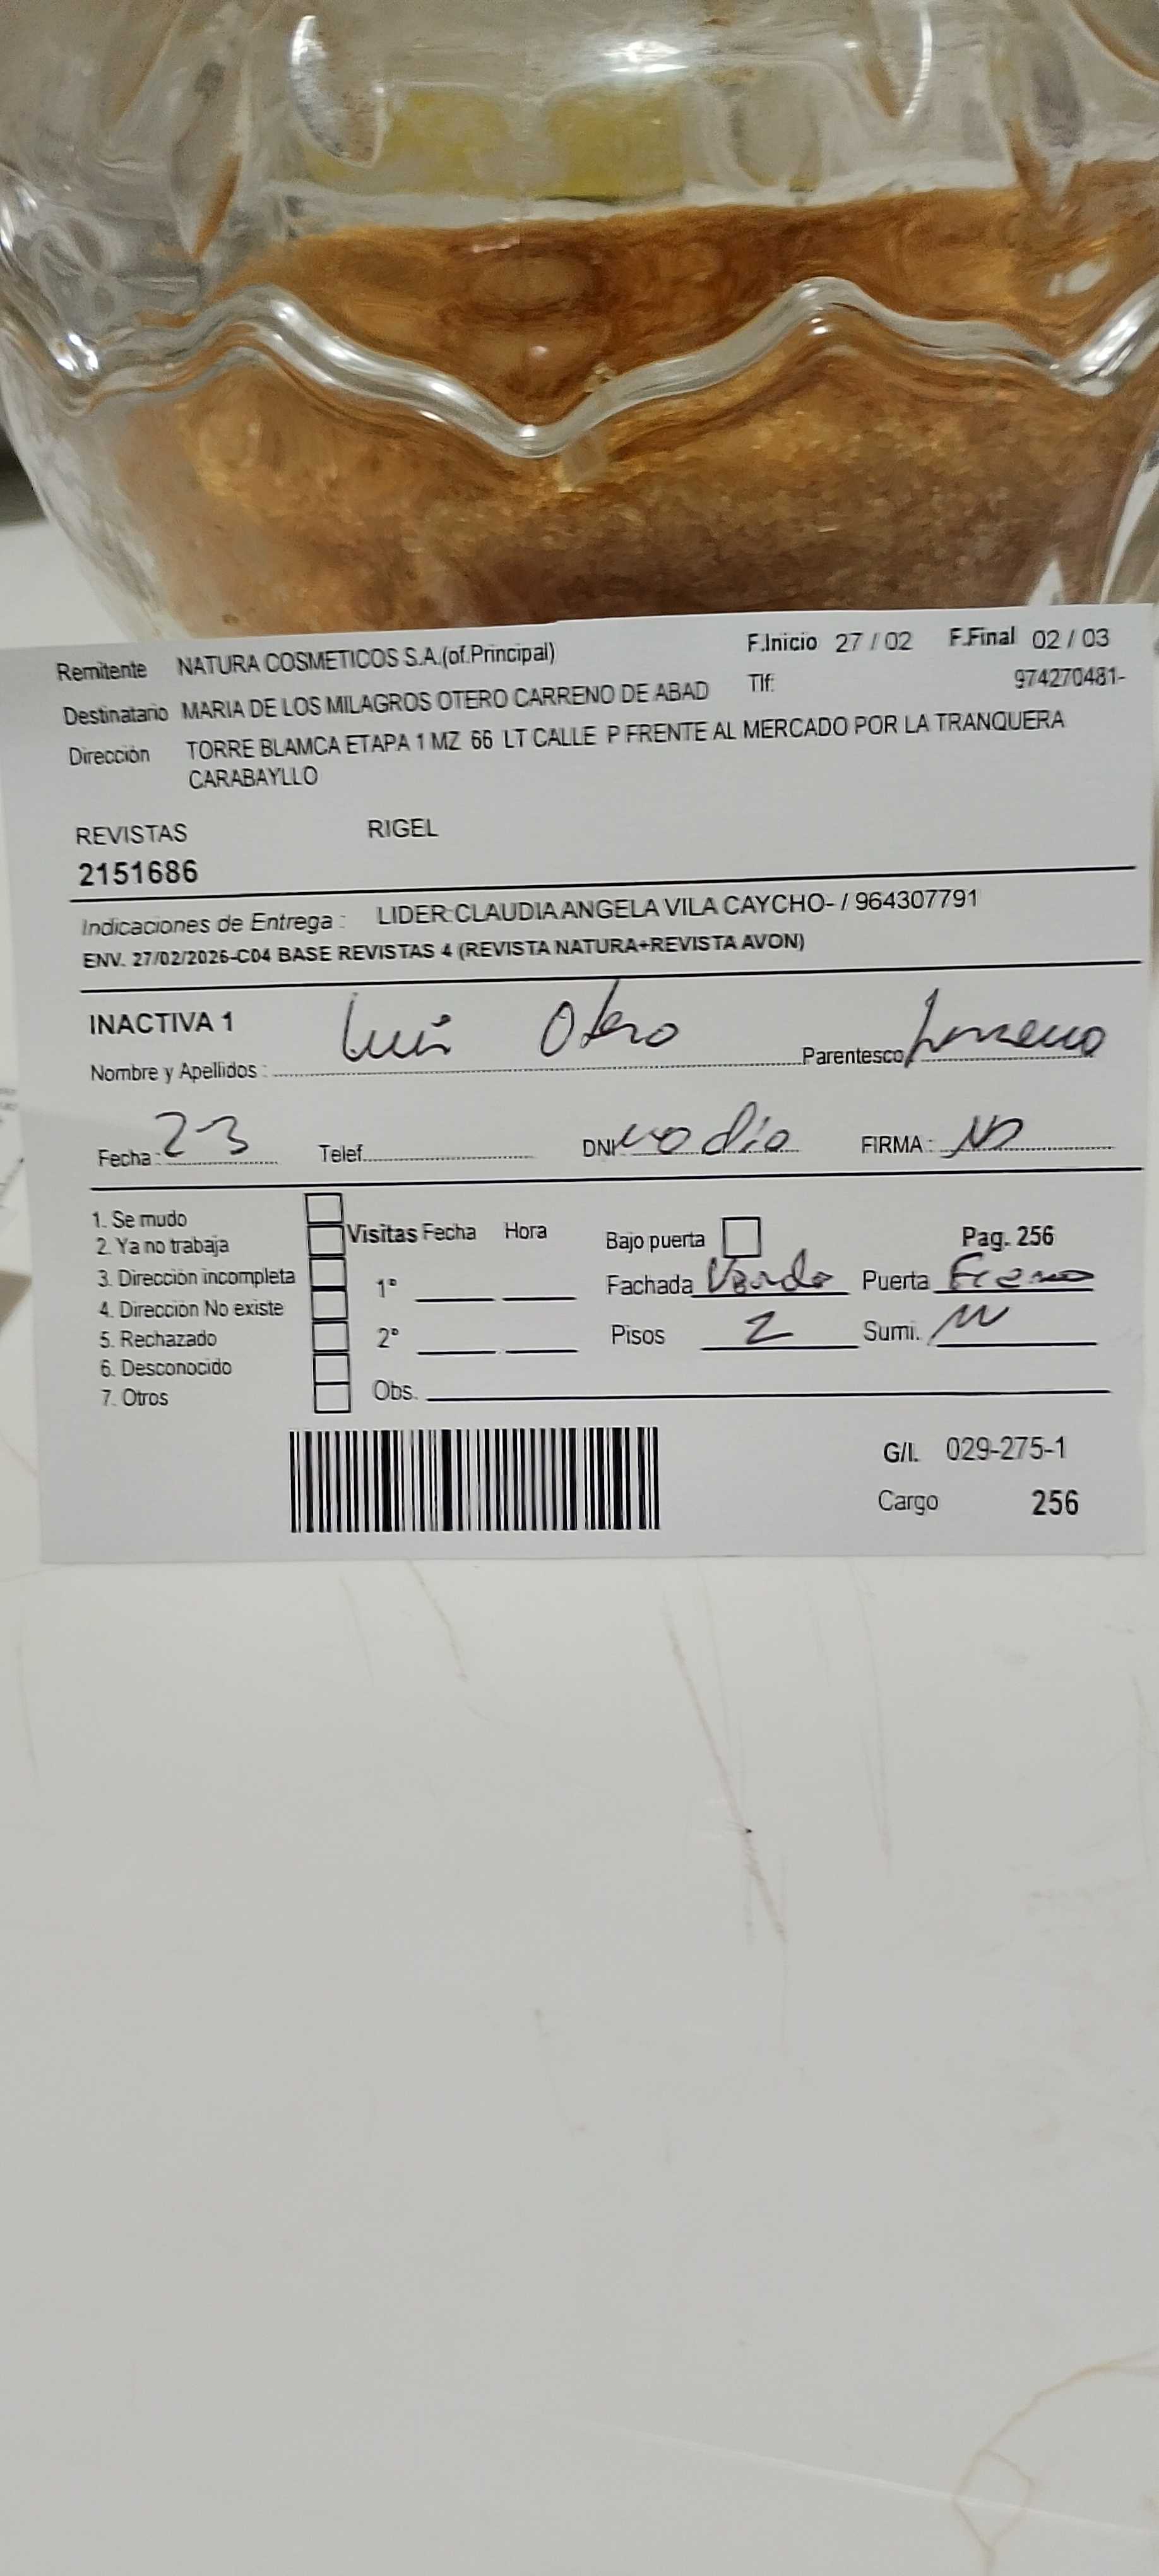 Remitente NATURA COSMETICOS S.A.(of.Principal) F.Inicio 27 / 02 F.Final 02 / 03
Destinatario MARIA DE LOS MILAGROS OTERO CARRENO DE ABAD Tlf: 974270481-
Dirección TORRE BLAMCA ETAPA 1 MZ 66 LT CALLE P FRENTE AL MERCADO POR LA TRANQUERA
CARABAYLLO
REVISTAS RIGEL
2151686
Indicaciones de Entrega : LIDER:CLAUDIA ANGELA VILA CAYCHO- / 964307791
ENV. 27/02/2026-C04 BASE REVISTAS 4 (REVISTA NATURA+REVISTA AVON)
INACTIVA 1
Nombre y Apellidos : Luis Otero Parentesco
Fecha: 2-3 Telef. DNI: no dio FIRMA:
1. Se mudo
2. Ya no trabaja Visitas Fecha Hora Bajo puerta Pag. 256
3. Dirección incompleta 1° Fachada Puerta
4. Dirección No existe
5. Rechazado 2° Pisos 2 Sumi.
6. Desconocido
7. Otros Obs.
G/I. 029-275-1
Cargo 256